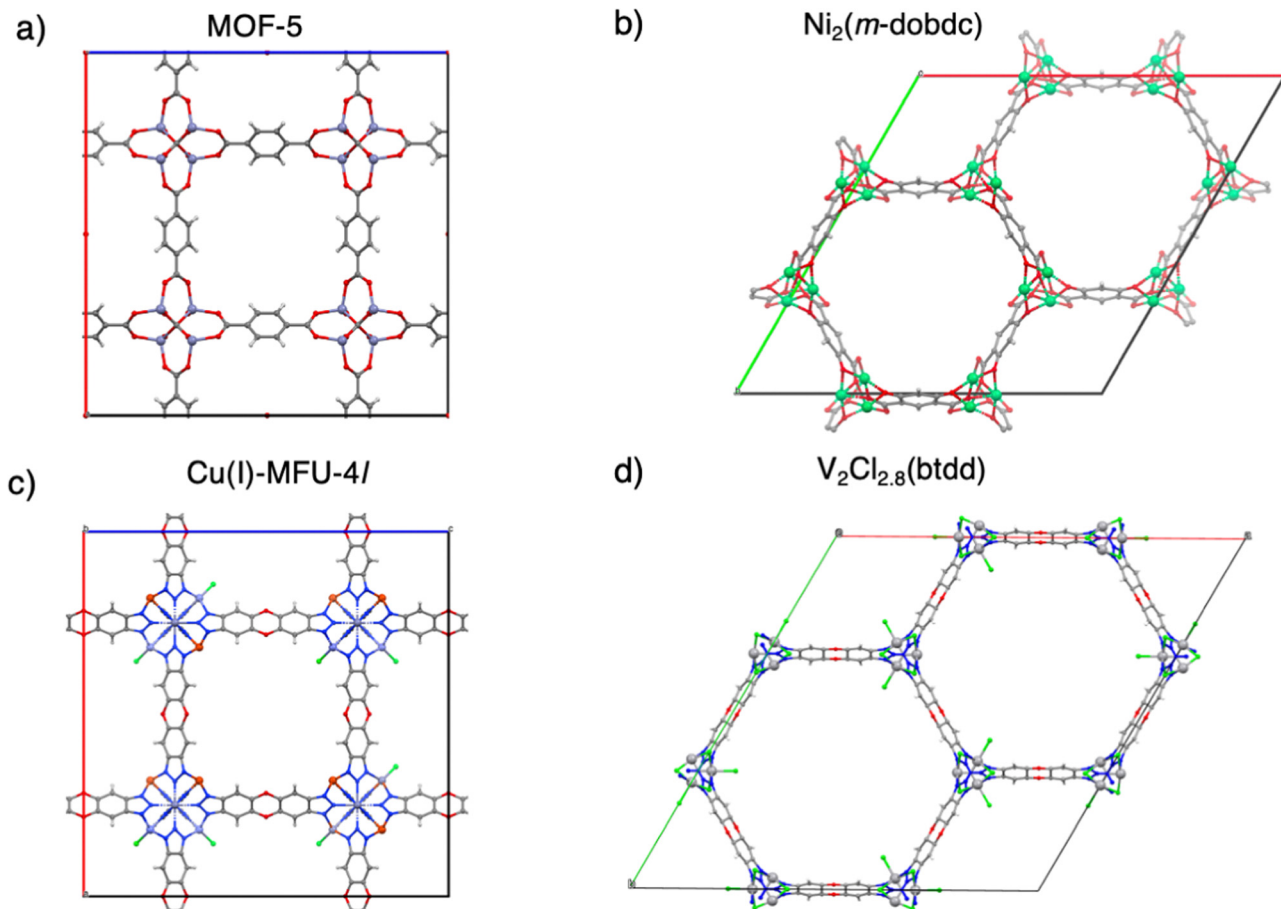 a) MOF-5
b) Ni₂(m-dobdc)
c) Cu(I)-MFU-4l
d) V₂Cl₂.₈(btdd)